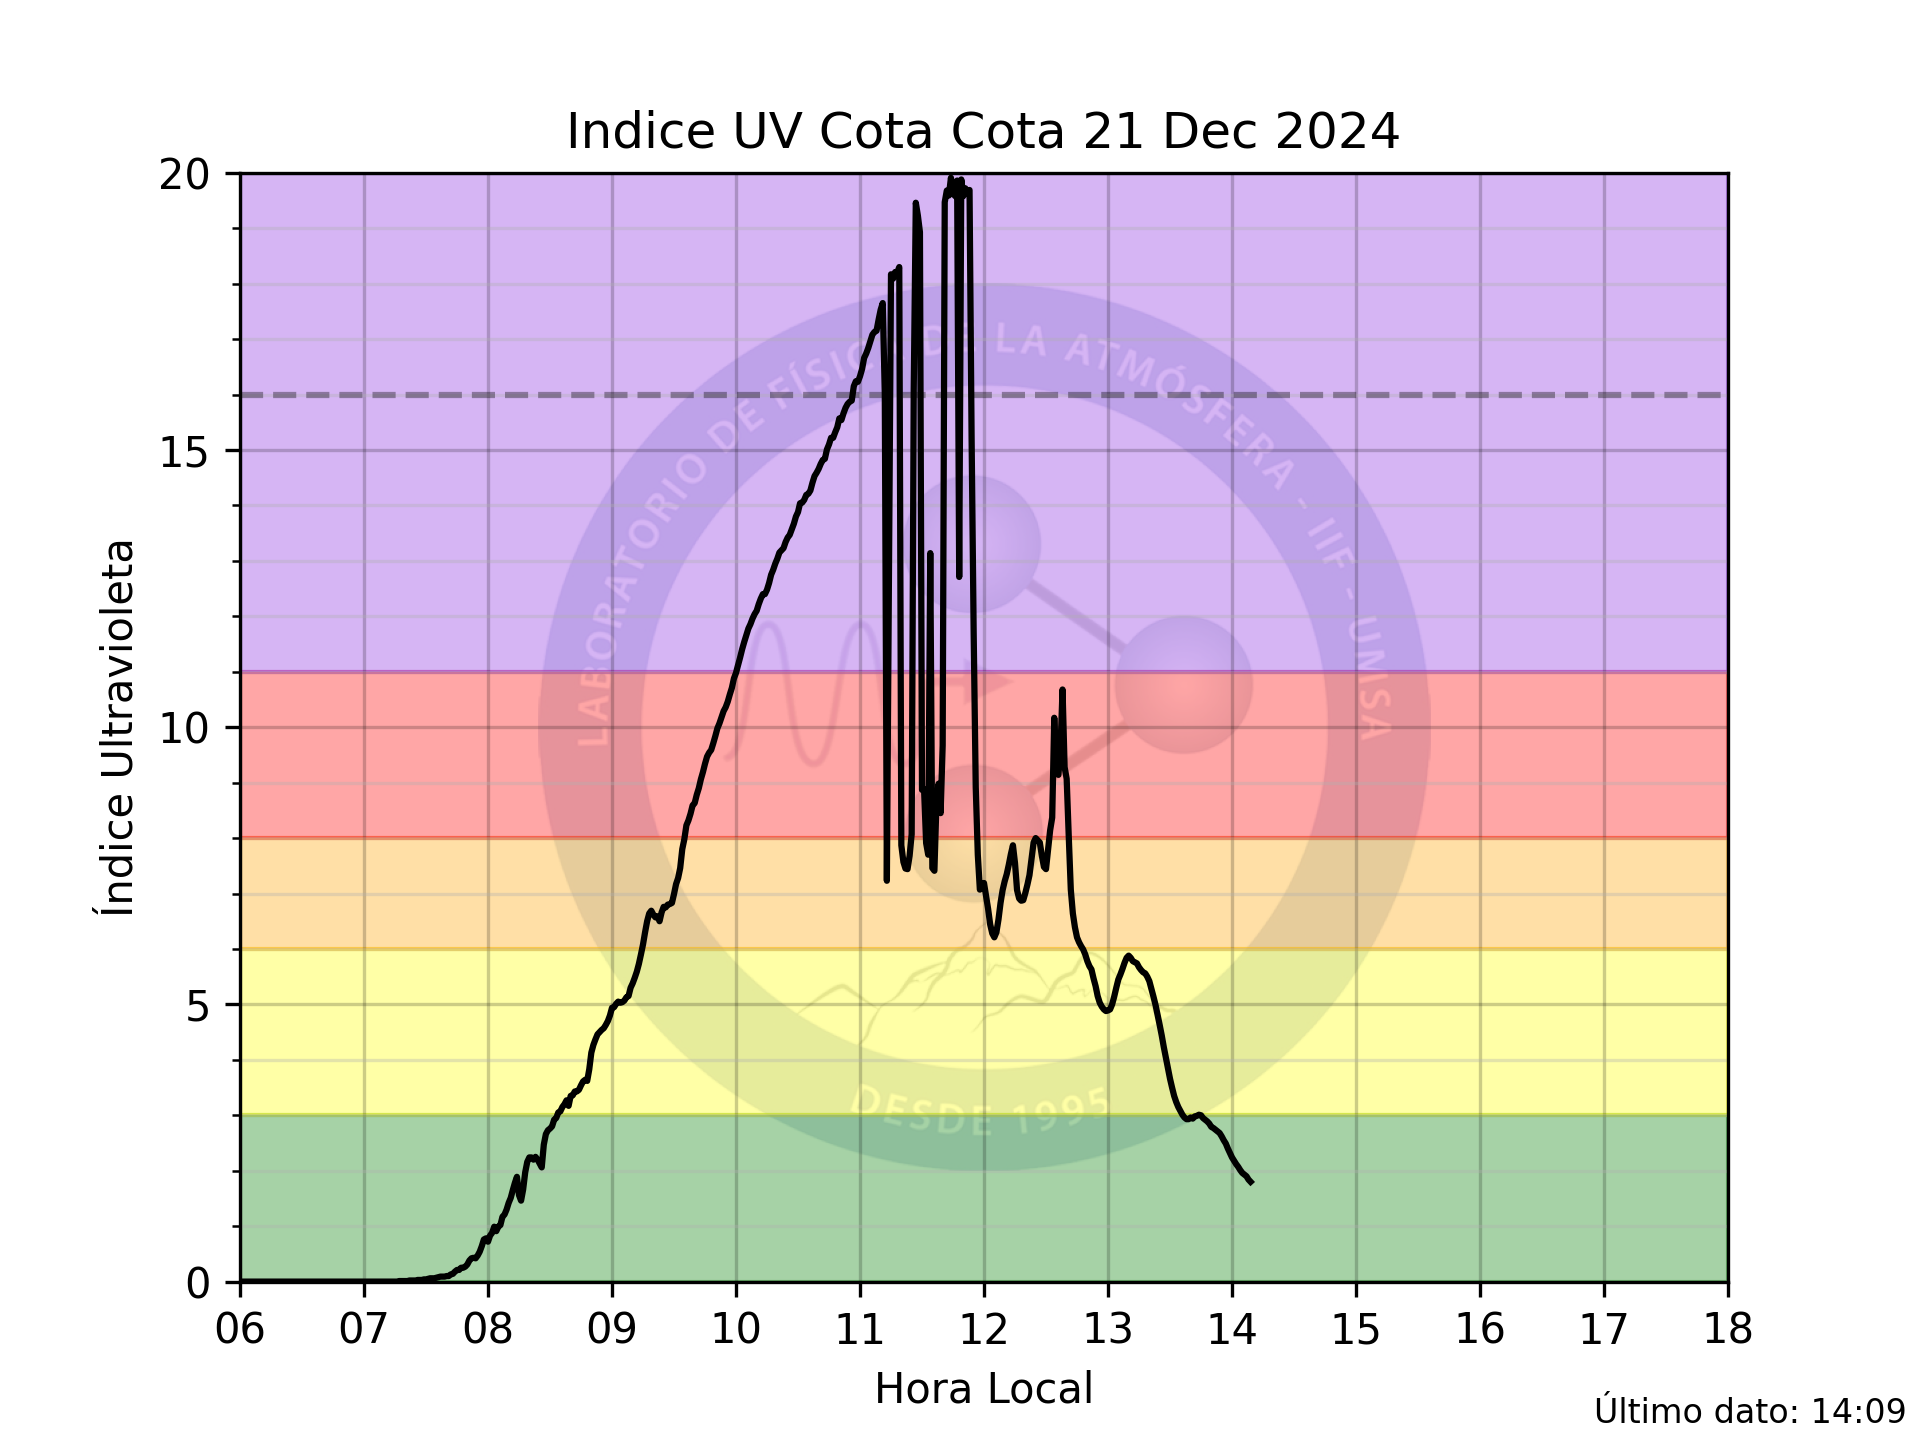 Indice UV Cota Cota 21 Dec 2024
20
15
10
5
0
Índice Ultravioleta
LABORATORIO DE FÍSICA DE LA ATMÓSFERA - IIF - UMSA
DESDE 1995
06 07 08 09 10 11 12 13 14 15 16 17 18
Hora Local
Último dato: 14:09